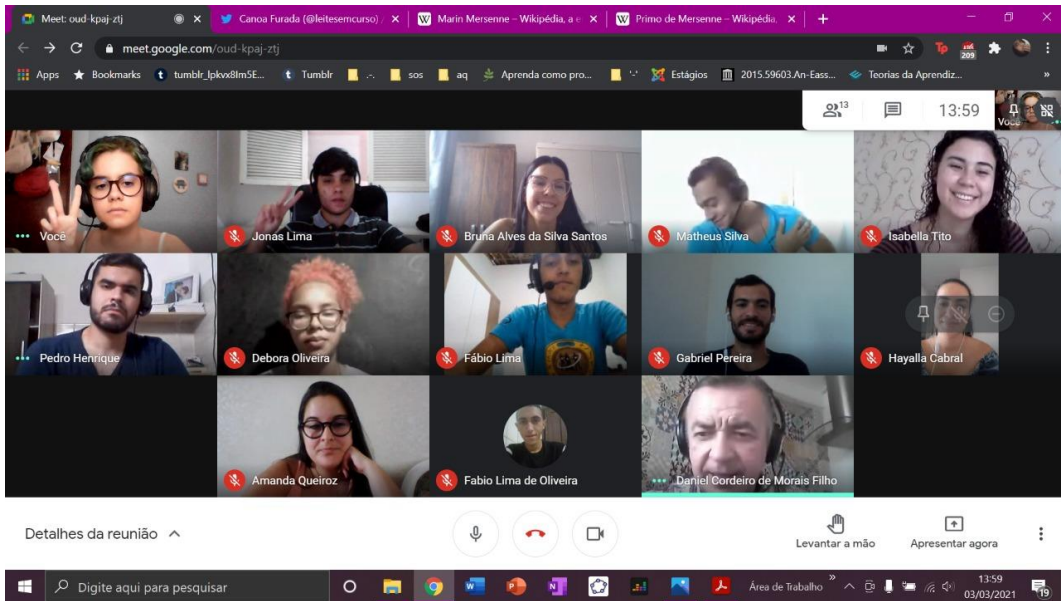 Meet: oud-kpaj-ztj
Canoa Furada (@leitesemcurso) /
Marin Mersenne – Wikipédia, a e
Primo de Mersenne – Wikipédia,
meet.google.com/oud-kpaj-ztj
Tp
209
Apps Bookmarks tumblr_lpkvx8lm5E... Tumblr .-. sos aq Aprenda como pro... '-' Estágios 2015.59603.An-Eass... Teorias da Aprendiz... »
13
13:59
Você
Você
Jonas Lima
Bruna Alves da Silva Santos
Matheus Silva
Isabella Tito
Pedro Henrique
Debora Oliveira
Fábio Lima
Gabriel Pereira
Hayalla Cabral
Amanda Queiroz
Fabio Lima de Oliveira
Daniel Cordeiro de Morais Filho
Detalhes da reunião
Levantar a mão
Apresentar agora
Digite aqui para pesquisar
Área de Trabalho »
13:59
03/03/2021
19